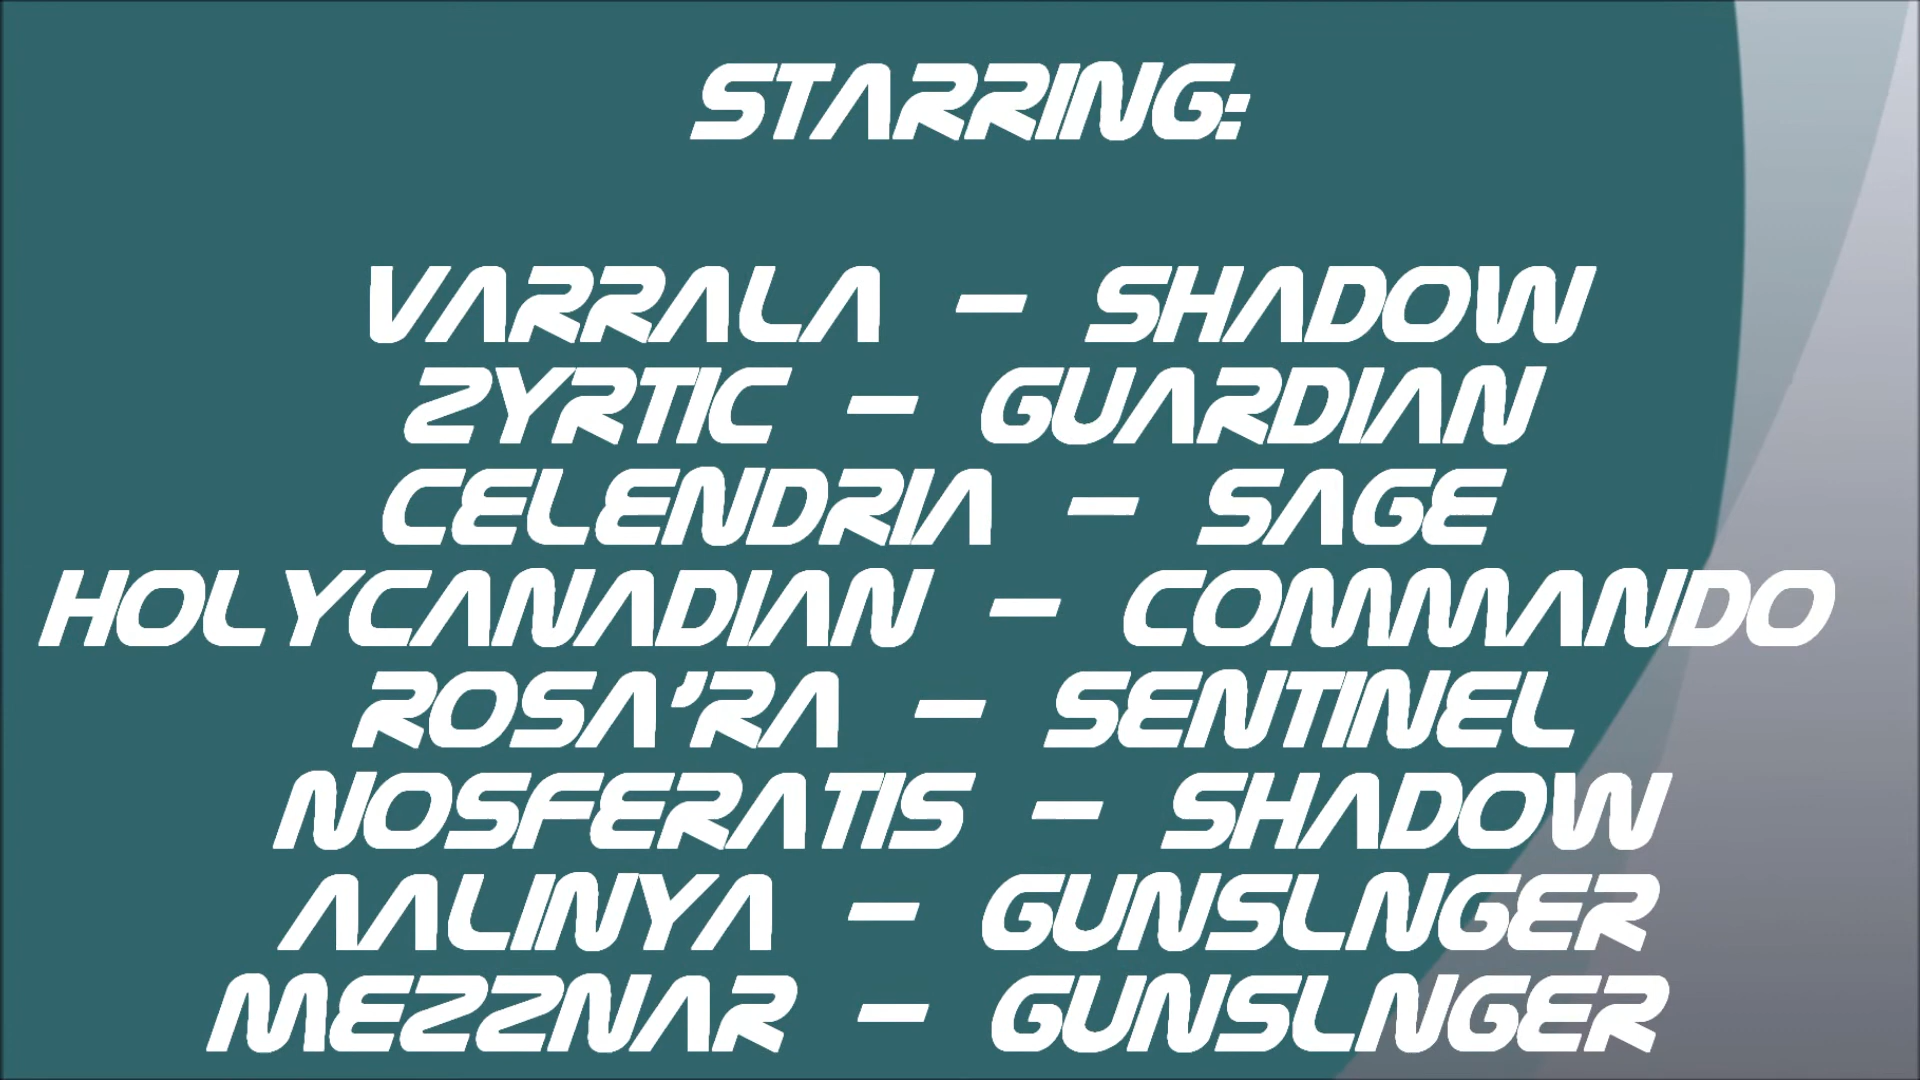 STARRING:
VARRALA - SHADOW
ZYRTIC - GUARDIAN
CELENDRIA - SAGE
HOLYCANADIAN - COMMANDO
ROSA'RA - SENTINEL
NOSFERATIS - SHADOW
AALINYA - GUNSLNGER
MEZZNAR - GUNSLNGER